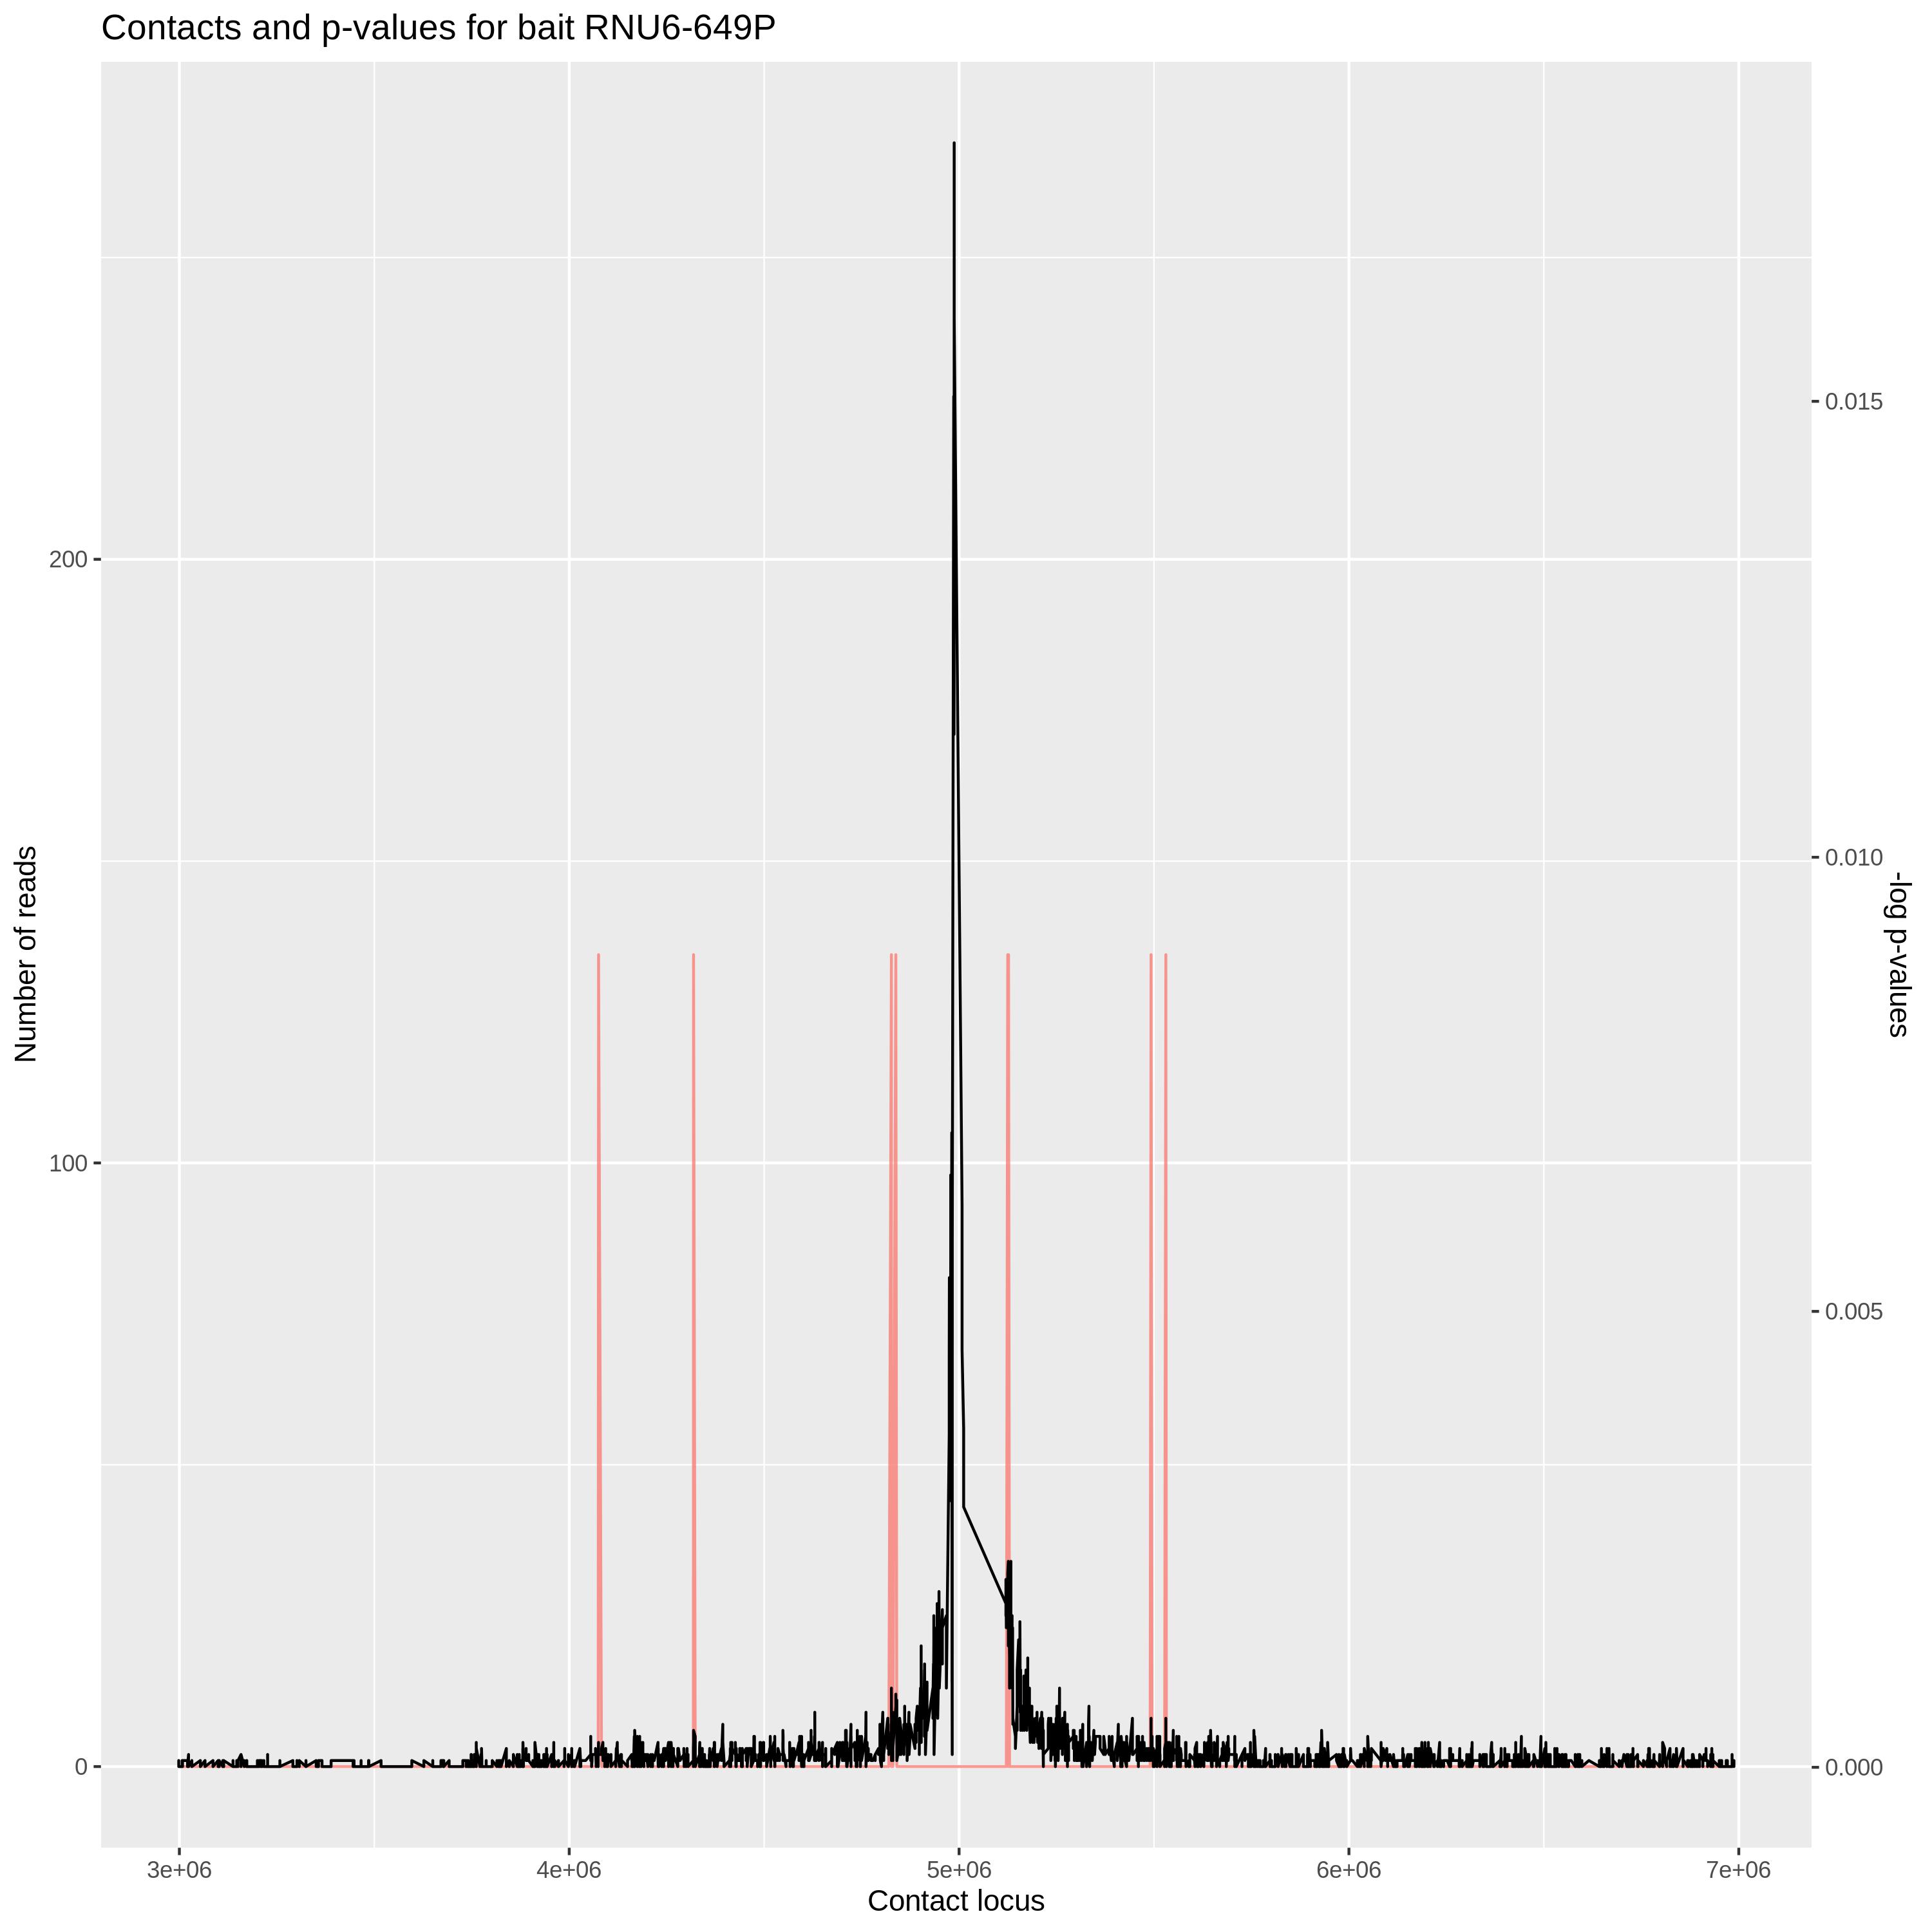 Contacts and p-values for bait RNU6-649P
200
100
0
Number of reads
0.015
0.010
0.005
0.000
-log p-values
3e+06 4e+06 5e+06 6e+06 7e+06
Contact locus